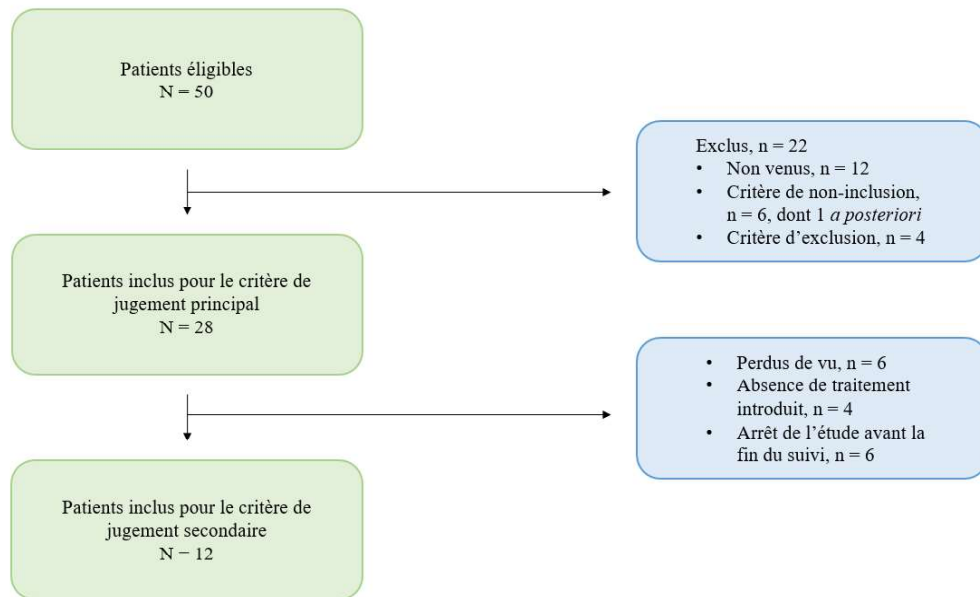 Patients éligibles
N = 50
Exclus, n = 22
• Non venus, n = 12
• Critère de non-inclusion,
n = 6, dont 1 a posteriori
• Critère d'exclusion, n = 4
Patients inclus pour le critère de
jugement principal
N = 28
• Perdus de vu, n = 6
• Absence de traitement
introduit, n = 4
• Arrêt de l'étude avant la
fin du suivi, n = 6
Patients inclus pour le critère de
jugement secondaire
N − 12